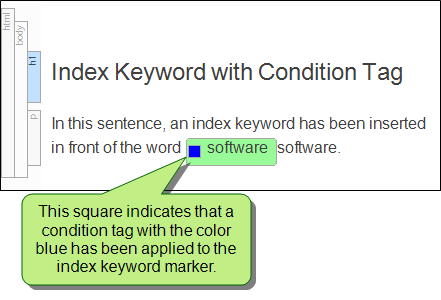 html
body
h1
Index Keyword with Condition Tag
p
In this sentence, an index keyword has been inserted
in front of the word software software.
This square indicates that a
condition tag with the color
blue has been applied to the
index keyword marker.